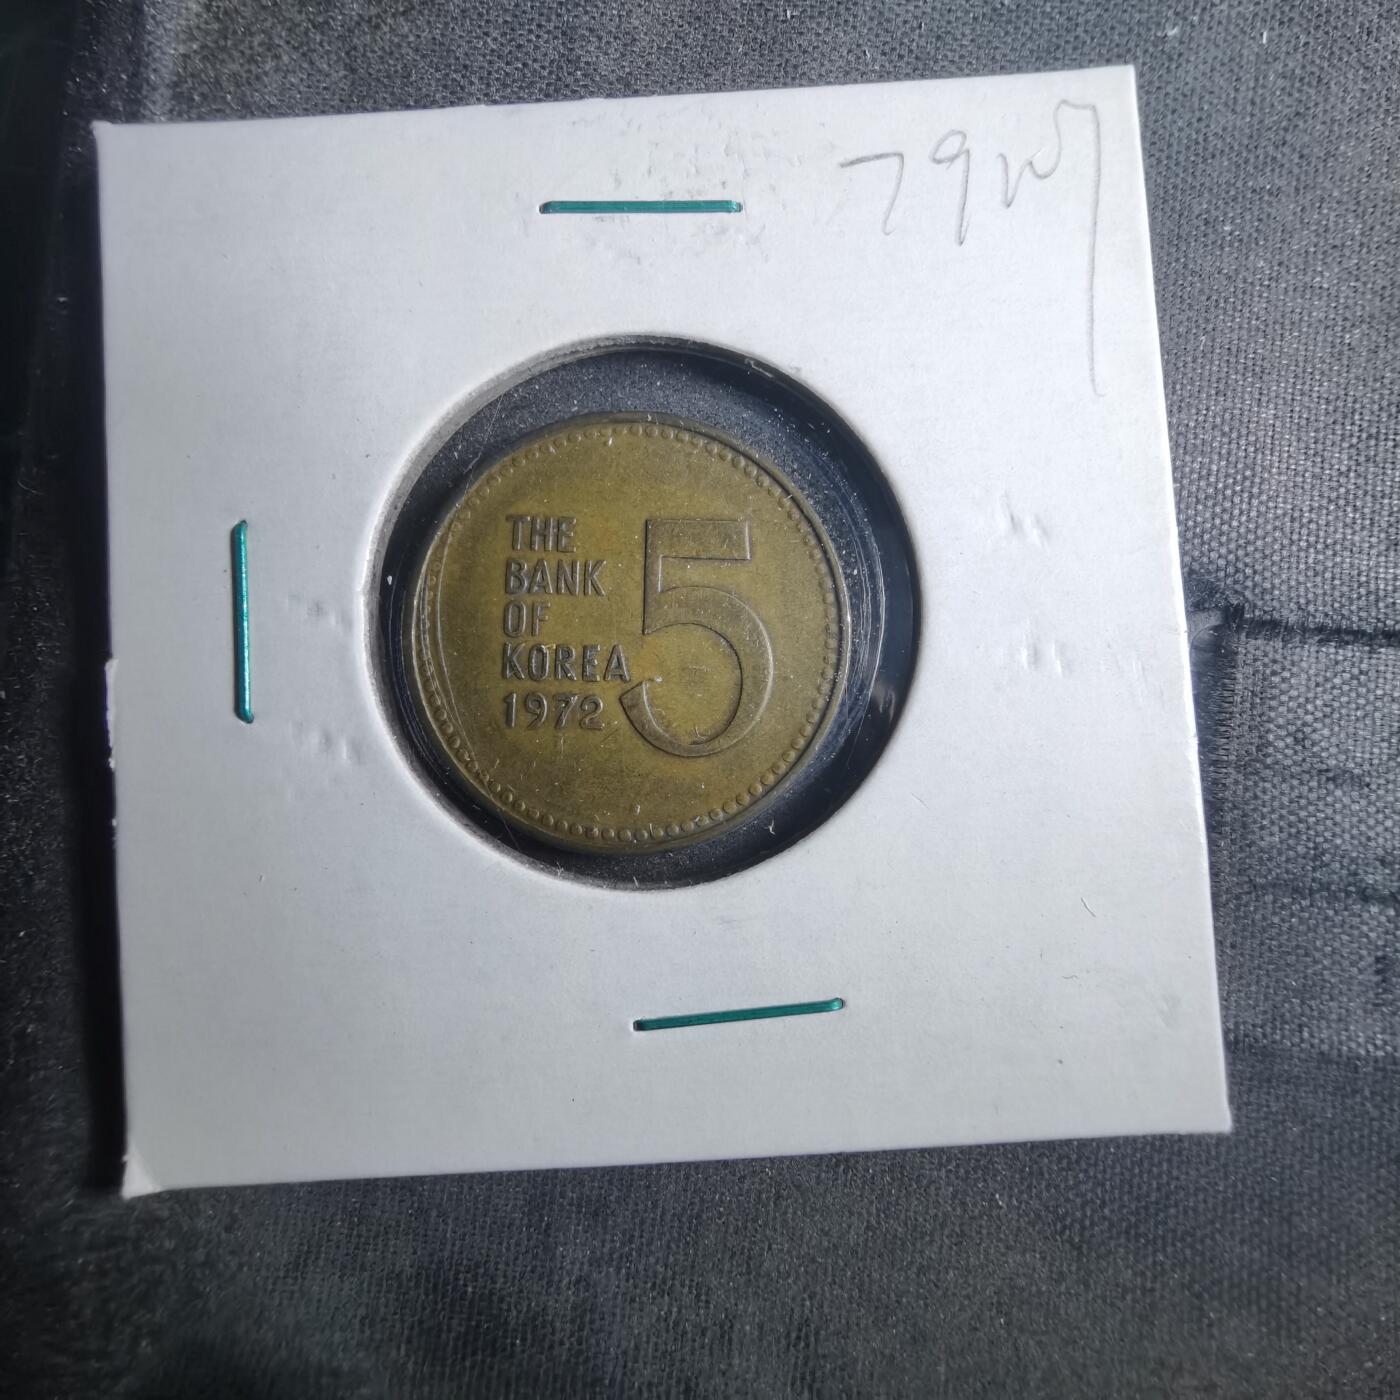 THE
BANK
OF
KOREA
1972
5